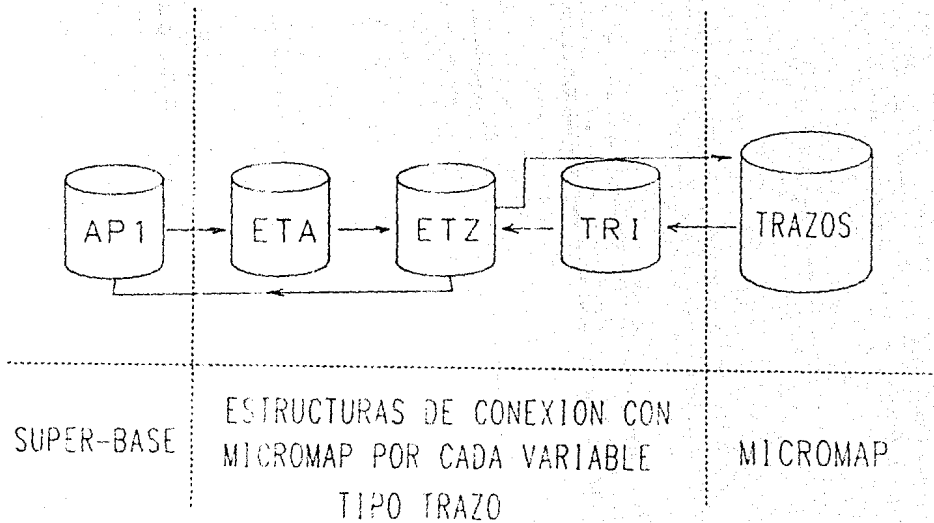 AP1 ETA ETZ TRI TRAZOS
SUPER-BASE
ESTRUCTURAS DE CONEXION CON
MICROMAP POR CADA VARIABLE
TIPO TRAZO
MICROMAP